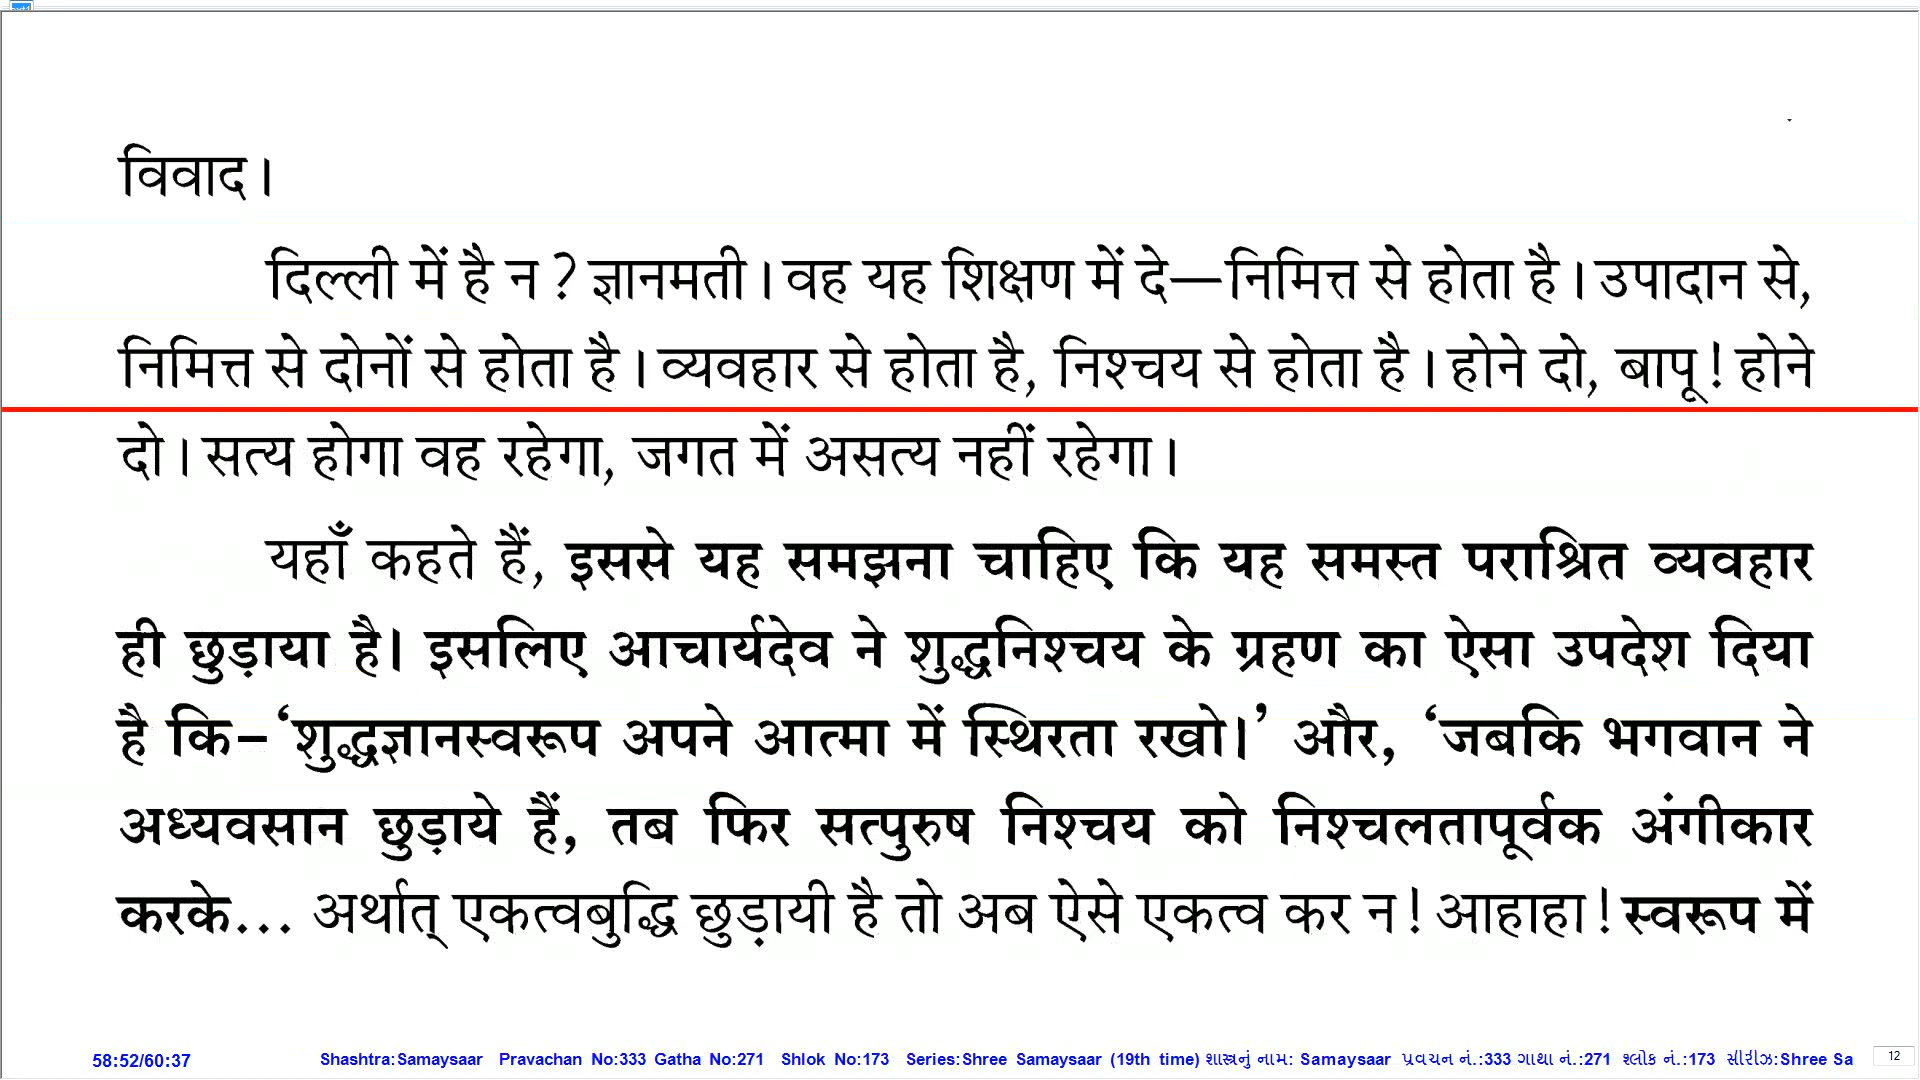 विवाद।
दिल्ली में है न ? ज्ञानमती। वह यह शिक्षण में दे—निमित्त से होता है। उपादान से,
निमित्त से दोनों से होता है। व्यवहार से होता है, निश्चय से होता है। होने दो, बापू! होने
दो। सत्य होगा वह रहेगा, जगत में असत्य नहीं रहेगा।
यहाँ कहते हैं, इससे यह समझना चाहिए कि यह समस्त पराश्रित व्यवहार
ही छुड़ाया है। इसलिए आचार्यदेव ने शुद्धनिश्चय के ग्रहण का ऐसा उपदेश दिया
है कि–‘शुद्धज्ञानस्वरूप अपने आत्मा में स्थिरता रखो।’ और, ‘जबकि भगवान ने
अध्यवसान छुड़ाये हैं, तब फिर सत्पुरुष निश्चय को निश्चलतापूर्वक अंगीकार
करके... अर्थात् एकत्वबुद्धि छुड़ायी है तो अब ऐसे एकत्व कर न! आहाहा! स्वरूप में
58:52/60:37 Shashtra:Samaysaar Pravachan No:333 Gatha No:271 Shlok No:173 Series:Shree Samaysaar (19th time) શાસ્ત્રનું નામ: Samaysaar પ્રવચન નં.:333 ગાથા નં.:271 શ્લોક નં.:173 સીરીઝ:Shree Sa 12